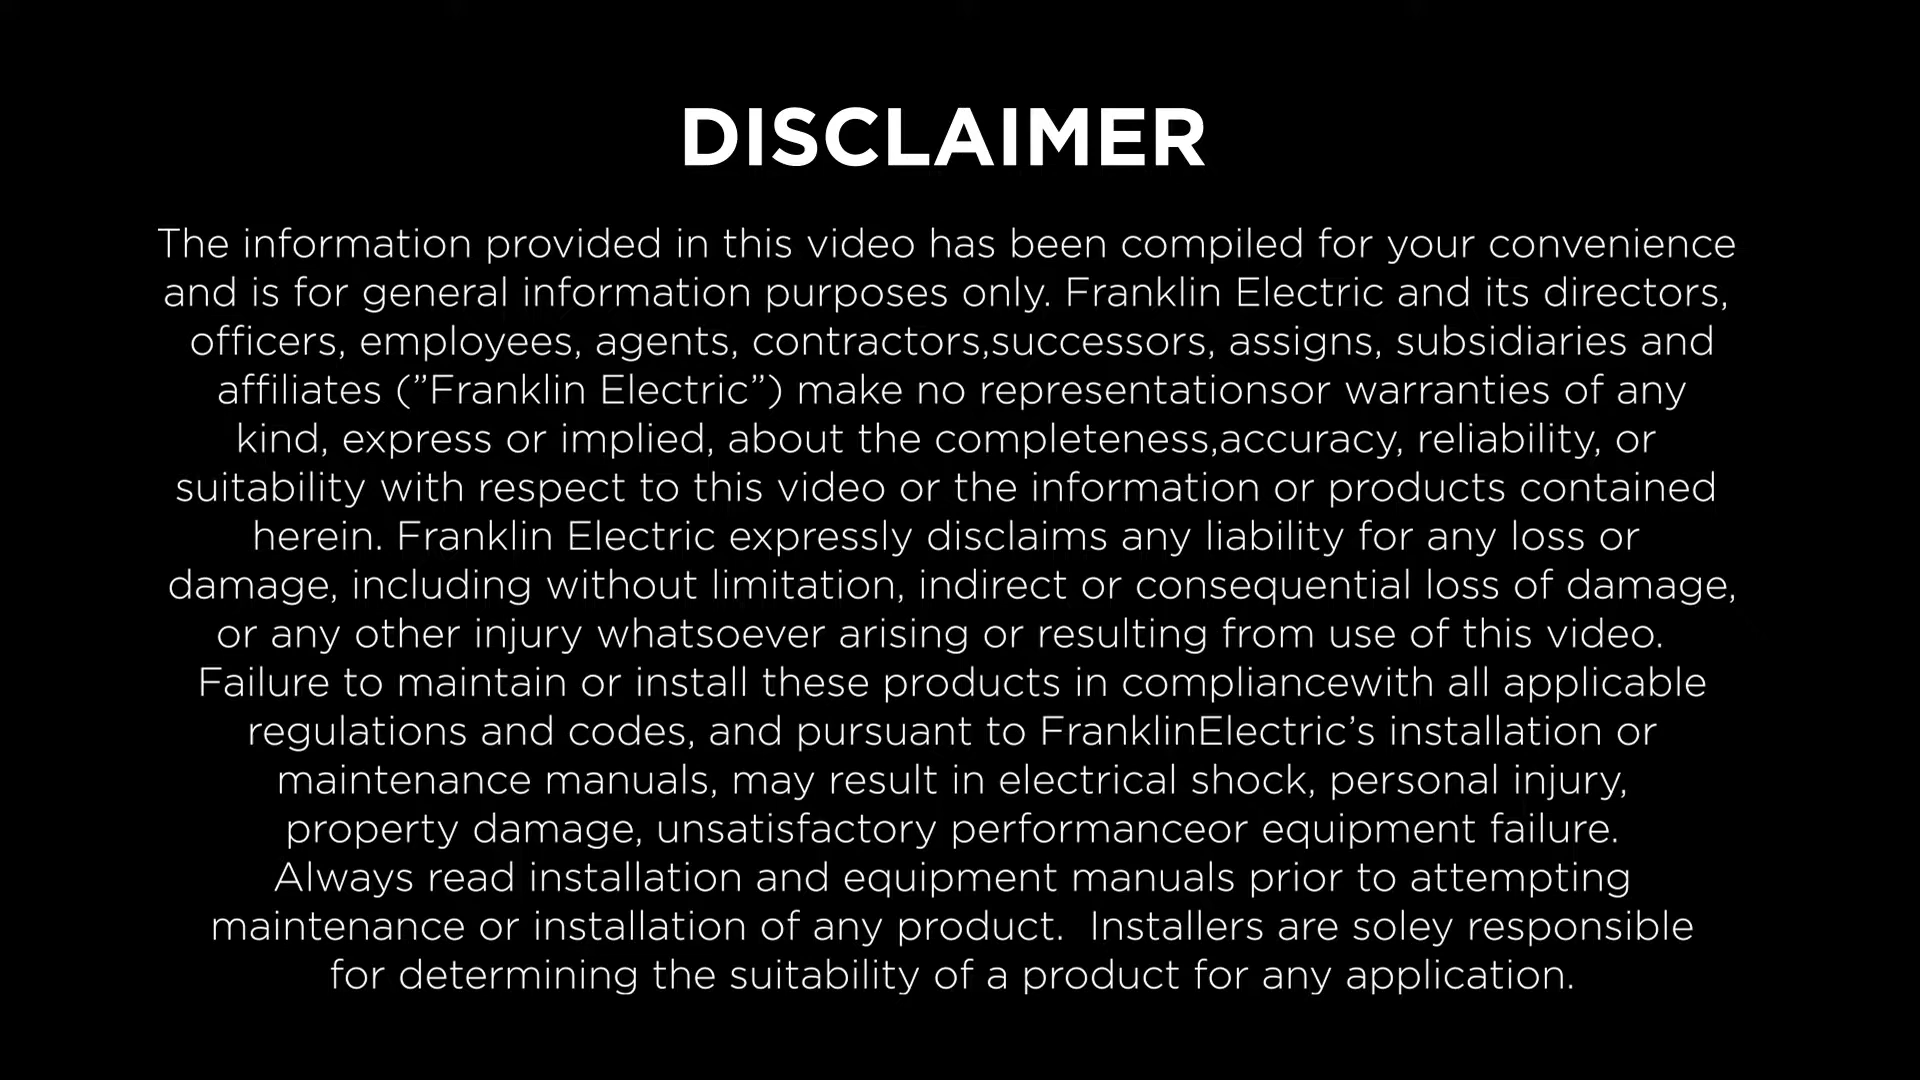 DISCLAIMER
The information provided in this video has been compiled for your convenience
and is for general information purposes only. Franklin Electric and its directors,
officers, employees, agents, contractors,successors, assigns, subsidiaries and
affiliates (”Franklin Electric”) make no representationsor warranties of any
kind, express or implied, about the completeness,accuracy, reliability, or
suitability with respect to this video or the information or products contained
herein. Franklin Electric expressly disclaims any liability for any loss or
damage, including without limitation, indirect or consequential loss of damage,
or any other injury whatsoever arising or resulting from use of this video.
Failure to maintain or install these products in compliancewith all applicable
regulations and codes, and pursuant to FranklinElectric’s installation or
maintenance manuals, may result in electrical shock, personal injury,
property damage, unsatisfactory performanceor equipment failure.
Always read installation and equipment manuals prior to attempting
maintenance or installation of any product.  Installers are soley responsible
for determining the suitability of a product for any application.